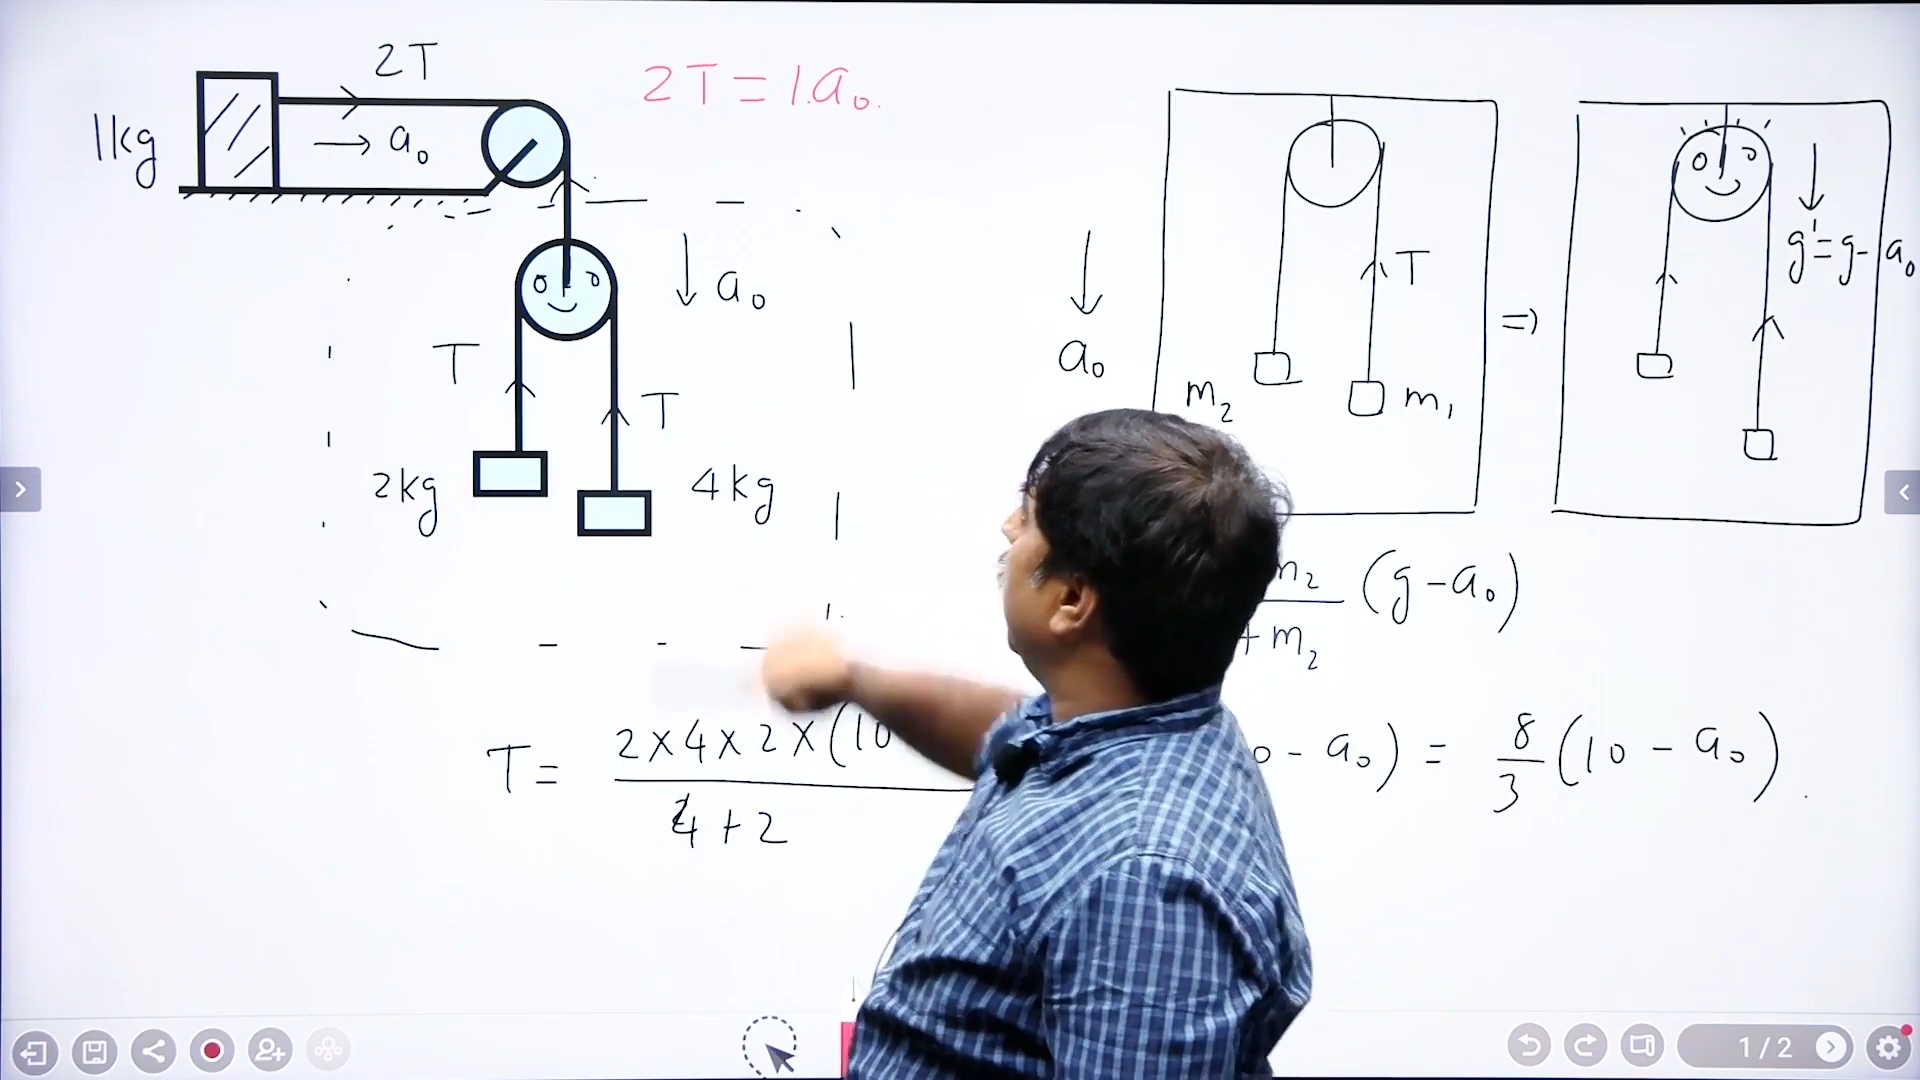 2T
2T = 1.a₀.
1kg
a₀
a₀
T
T
2kg
4kg
a₀
T
m₂
m₁
⇒
g' = g - a₀
m₂ (g - a₀)
+ m₂
T = 2×4×2×(10
4 + 2
- a₀) = 8/3 (10 - a₀).
1/2